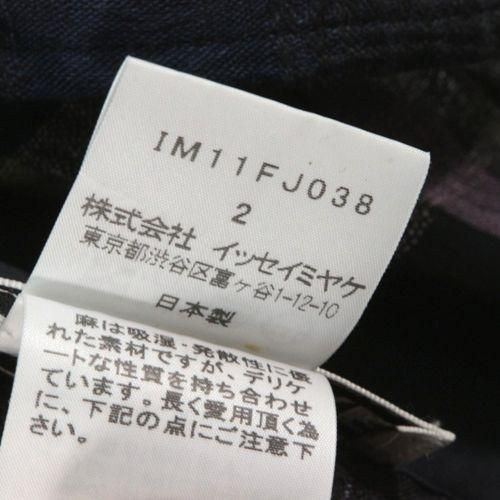 IM11FJ038
2
株式会社 イッセイミヤケ
東京都渋谷区富ヶ谷1-12-10
日本製
麻は吸湿・発散性に優
れた素材ですが、デリケ
ートな性質を持ち合わせ
ています。長く愛用頂く為
に、下記の点にご注意下
さい。